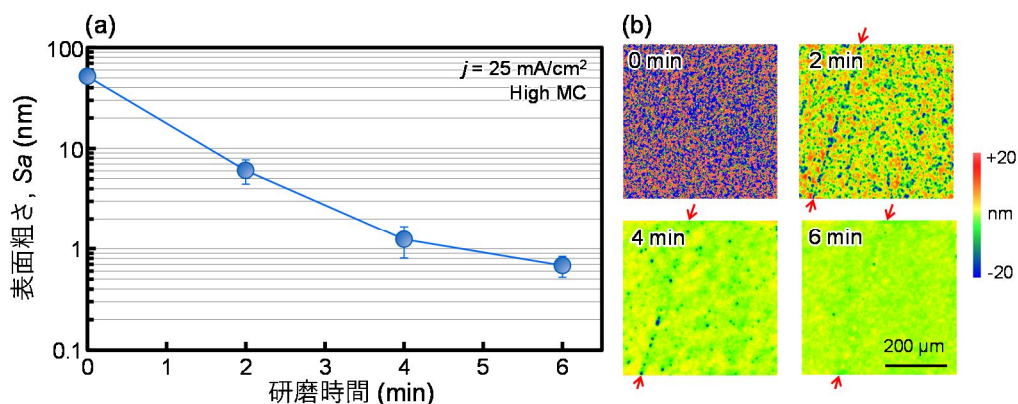 (a)
100
10
1
0.1
表面粗さ, Sa (nm)
j = 25 mA/cm²
High MC
0 1 2 3 4 5 6
研磨時間 (min)
(b)
0 min
2 min
4 min
6 min
200 µm
+20
nm
-20